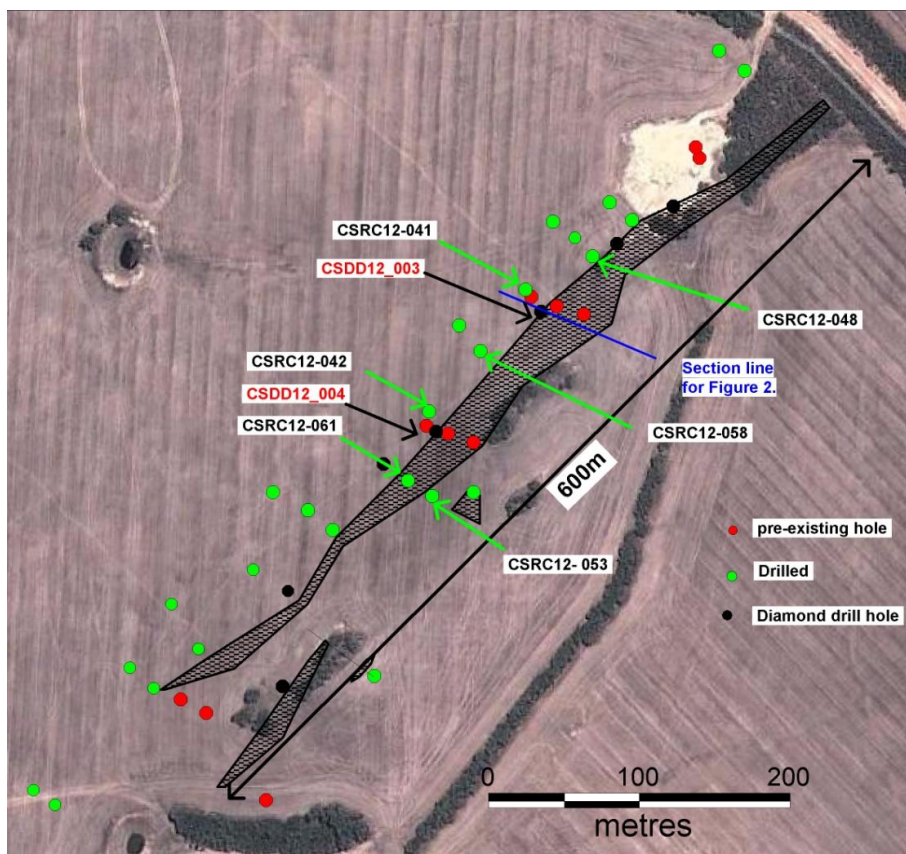 CSRC12-041
CSDD12_003
CSRC12-048
CSRC12-042
Section line
for Figure 2.
CSDD12_004
CSRC12-061
CSRC12-058
600m
pre-existing hole
CSRC12- 053
Drilled
Diamond drill hole
0 100 200
metres